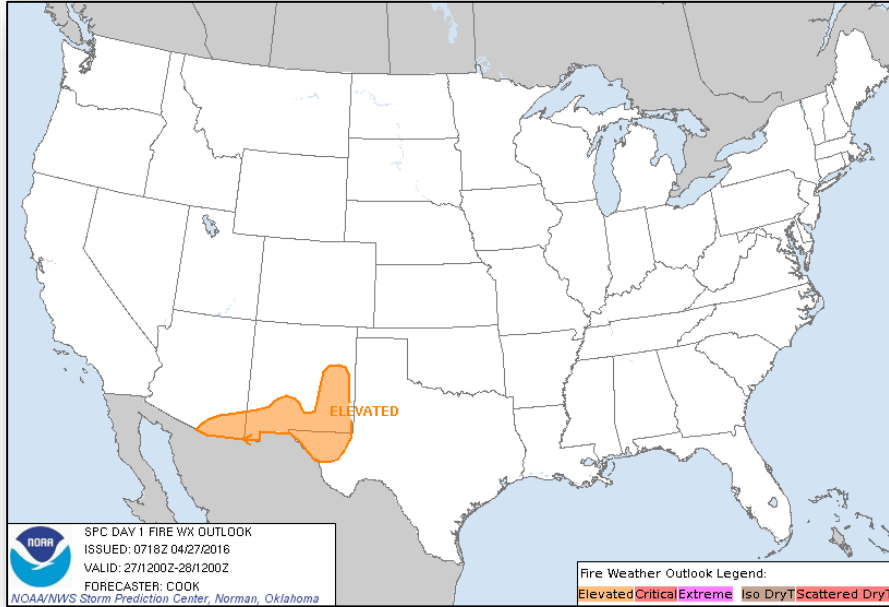 ELEVATED
NOAA
SPC DAY 1 FIRE WX OUTLOOK
ISSUED: 0718Z 04/27/2016
VALID: 27/1200Z-28/1200Z
FORECASTER: COOK
NOAA/NWS Storm Prediction Center, Norman, Oklahoma
Fire Weather Outlook Legend:
Elevated Critical Extreme Iso DryT Scattered DryT